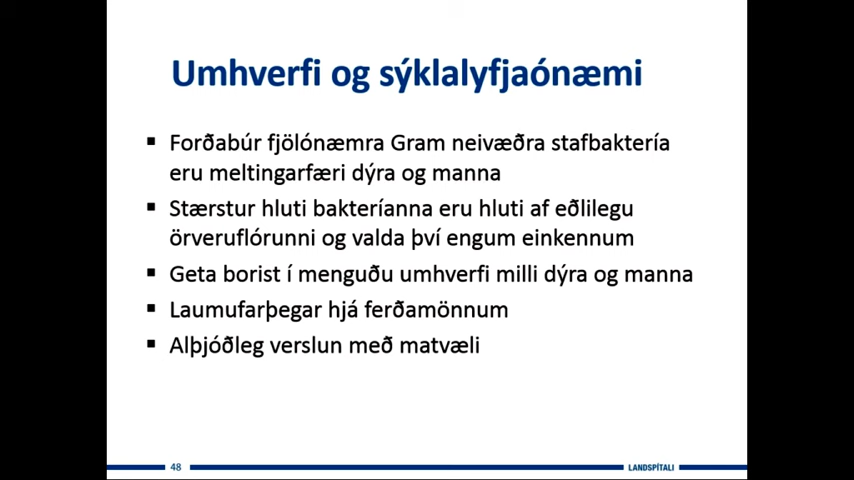 Umhverfi og sýklalyfjaónæmi
▪ Forðabúr fjölónæmra Gram neivæðra stafbaktería
eru meltingarfæri dýra og manna
▪ Stærstur hluti bakteríanna eru hluti af eðlilegu
örveruflórunni og valda því engum einkennum
▪ Geta borist í menguðu umhverfi milli dýra og manna
▪ Laumufarþegar hjá ferðamönnum
▪ Alþjóðleg verslun með matvæli
48
LANDSPÍTALI